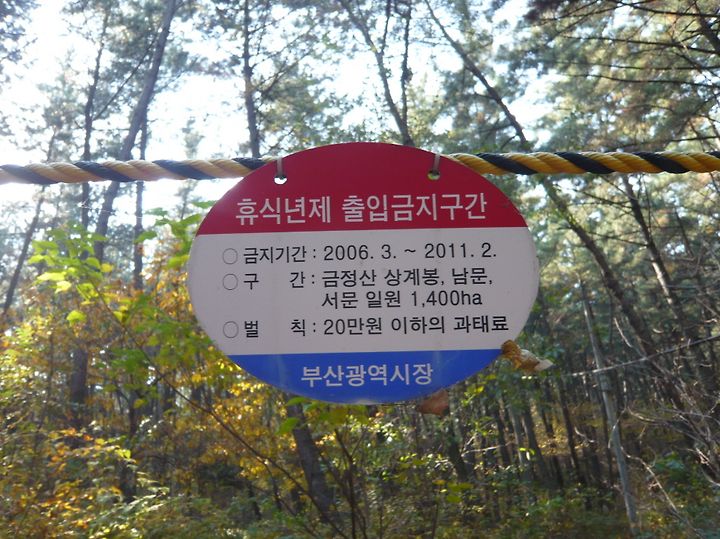 휴식년제 출입금지구간
○ 금지기간 : 2006. 3. ~ 2011. 2.
○ 구 간 : 금정산 상계봉, 남문,
서문 일원 1,400ha
○ 벌 칙 : 20만원 이하의 과태료
부산광역시장